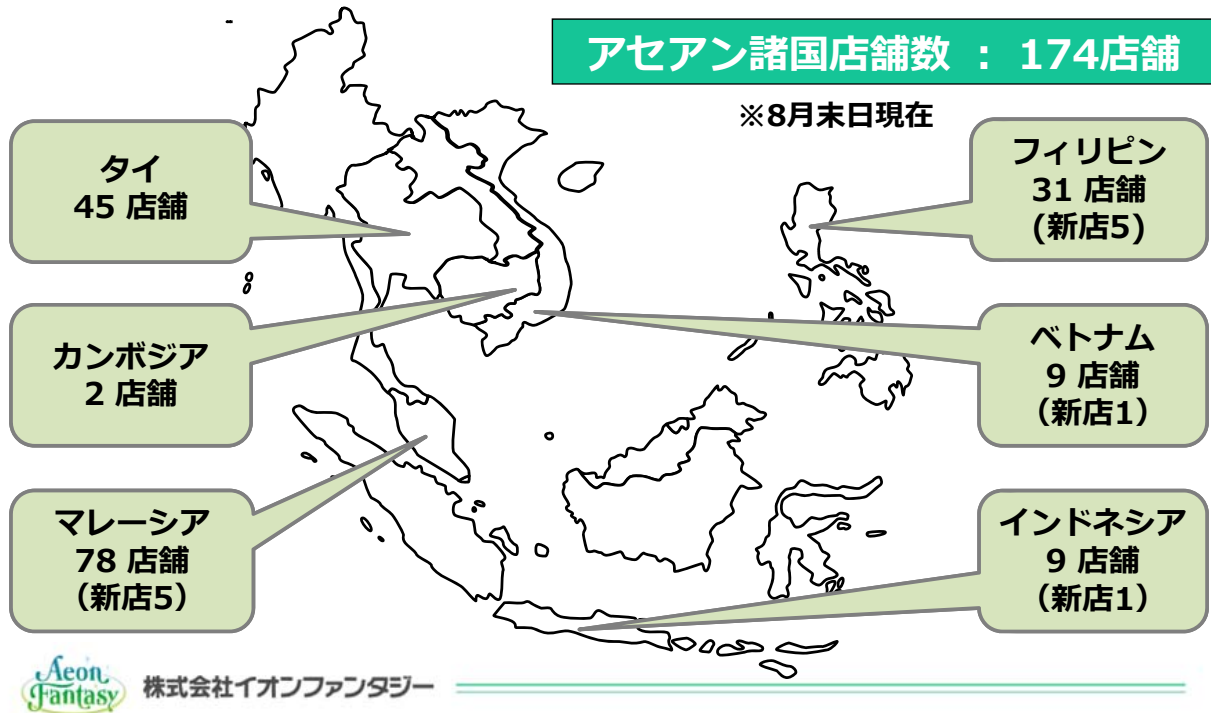 アセアン諸国店舗数 : 174店舗
※8月末日現在
タイ
45 店舗
カンボジア
2 店舗
マレーシア
78 店舗
（新店5）
フィリピン
31 店舗
(新店5)
ベトナム
9 店舗
（新店1）
インドネシア
9 店舗
（新店1）
Aeon
Fantasy
株式会社イオンファンタジー